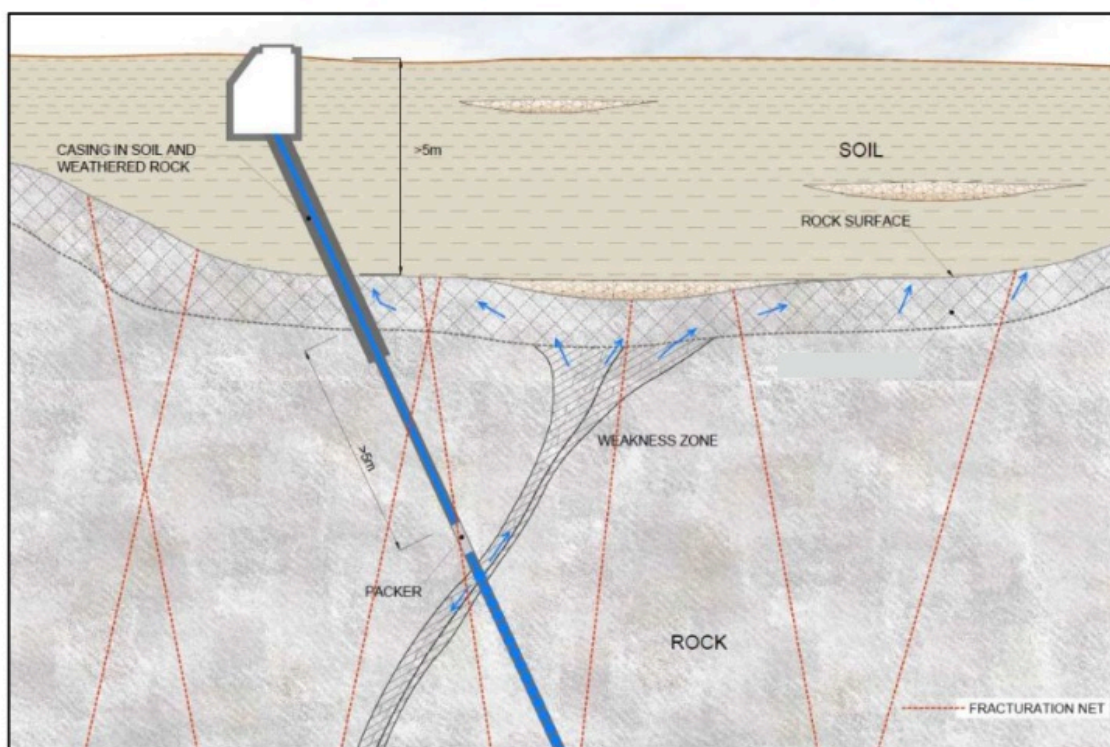 CASING IN SOIL AND
WEATHERED ROCK
>5m
SOIL
ROCK SURFACE
>5m
WEAKNESS ZONE
PACKER
ROCK
FRACTURATION NET